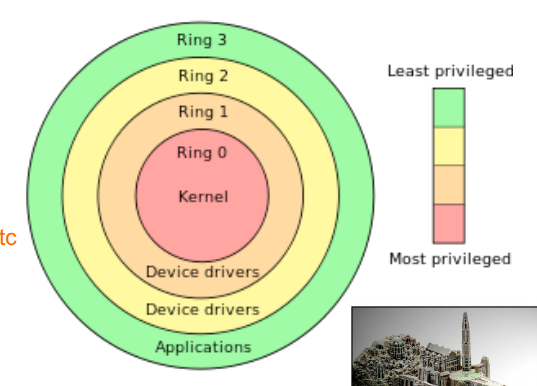 Ring 3
Ring 2
Ring 1
Ring 0
Kernel
Device drivers
Device drivers
Applications
Least privileged
Most privileged
tc